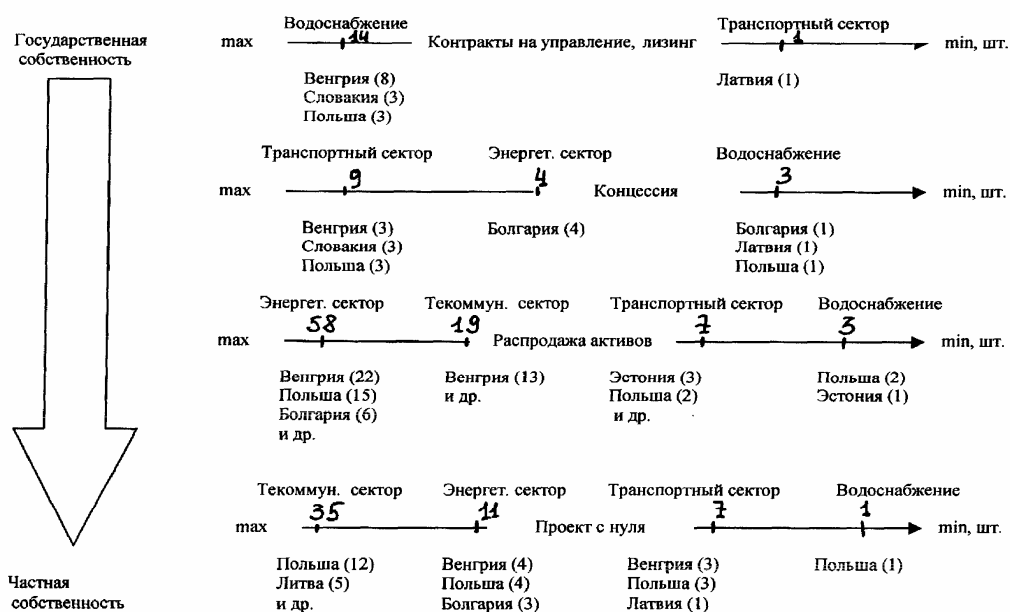 Государственная
собственность
Водоснабжение
Транспортный сектор
max
14
Контракты на управление, лизинг
1
min, шт.
Венгрия (8)
Словакия (3)
Польша (3)
Латвия (1)
Транспортный сектор
Энергет. сектор
Водоснабжение
max
9
4
Концессия
3
min, шт.
Венгрия (3)
Словакия (3)
Польша (3)
Болгария (4)
Болгария (1)
Латвия (1)
Польша (1)
Энергет. сектор
Текоммун. сектор
Транспортный сектор
Водоснабжение
max
58
19
Распродажа активов
7
3
min, шт.
Венгрия (22)
Польша (15)
Болгария (6)
и др.
Венгрия (13)
и др.
Эстония (3)
Польша (2)
и др.
Польша (2)
Эстония (1)
Текоммун. сектор
Энергет. сектор
Транспортный сектор
Водоснабжение
max
35
11
Проект с нуля
7
1
min, шт.
Польша (12)
Литва (5)
и др.
Венгрия (4)
Польша (4)
Болгария (3)
Венгрия (3)
Польша (3)
Латвия (1)
Польша (1)
Частная
собственность